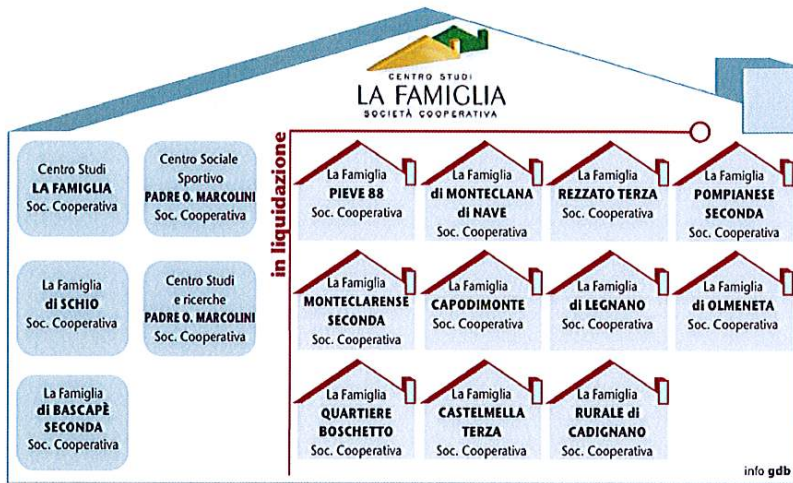 CENTRO STUDI
LA FAMIGLIA
SOCIETÀ COOPERATIVA
Centro Studi
LA FAMIGLIA
Soc. Cooperativa
Centro Sociale
Sportivo
PADRE O. MARCOLINI
Soc. Cooperativa
La Famiglia
di SCHIO
Soc. Cooperativa
Centro Studi
e ricerche
PADRE O. MARCOLINI
Soc. Cooperativa
La Famiglia
di BASCAPÈ
SECONDA
Soc. Cooperativa
in liquidazione
La Famiglia
PIEVE 88
Soc. Cooperativa
La Famiglia
di MONTECLANA
di NAVE
Soc. Cooperativa
La Famiglia
REZZATO TERZA
Soc. Cooperativa
La Famiglia
POMPIANESE
SECONDA
Soc. Cooperativa
La Famiglia
MONTECLARENSE
SECONDA
Soc. Cooperativa
La Famiglia
CAPODIMONTE
Soc. Cooperativa
La Famiglia
di LEGNANO
Soc. Cooperativa
La Famiglia
di OLMENETA
Soc. Cooperativa
La Famiglia
QUARTIERE
BOSCHETTO
Soc. Cooperativa
La Famiglia
CASTELMELLA
TERZA
Soc. Cooperativa
La Famiglia
RURALE di
CADIGNANO
Soc. Cooperativa
info gdb